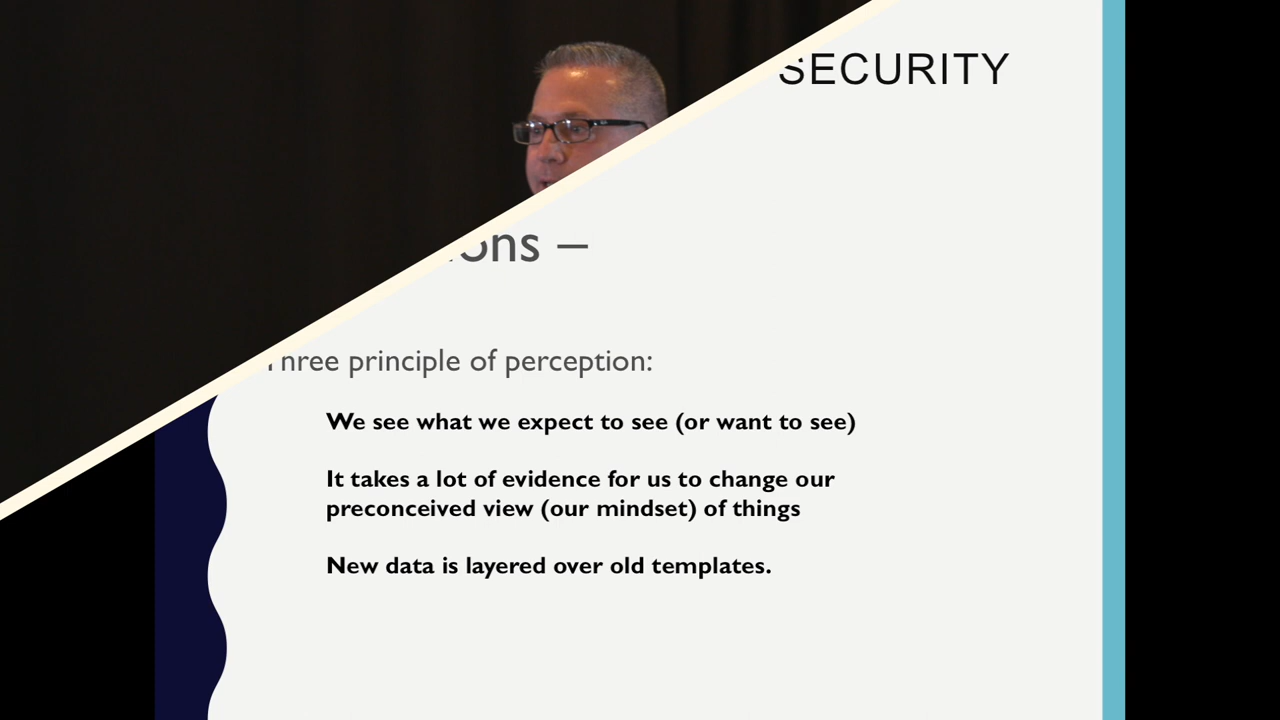 SECURITY
–
Three principle of perception:
We see what we expect to see (or want to see)
It takes a lot of evidence for us to change our
preconceived view (our mindset) of things
New data is layered over old templates.